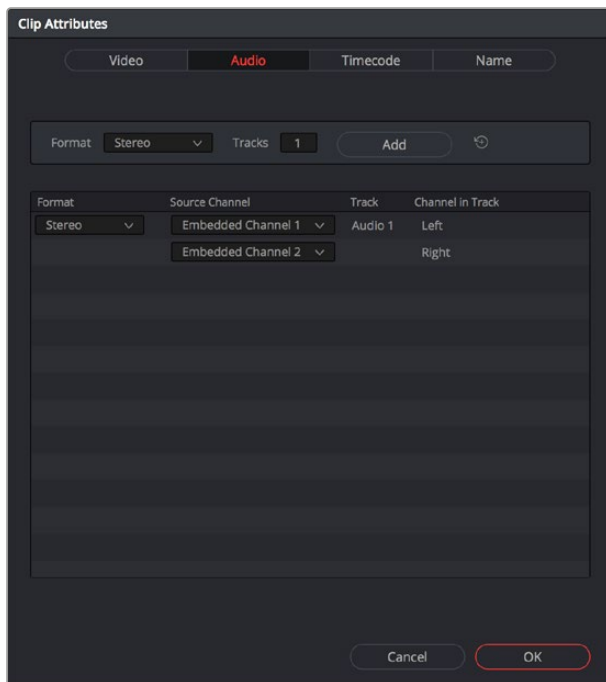 Clip Attributes
Video Audio Timecode Name
Format Stereo Tracks 1 Add
Format Source Channel Track Channel in Track
Stereo Embedded Channel 1 Audio 1 Left
Embedded Channel 2 Right
Cancel OK